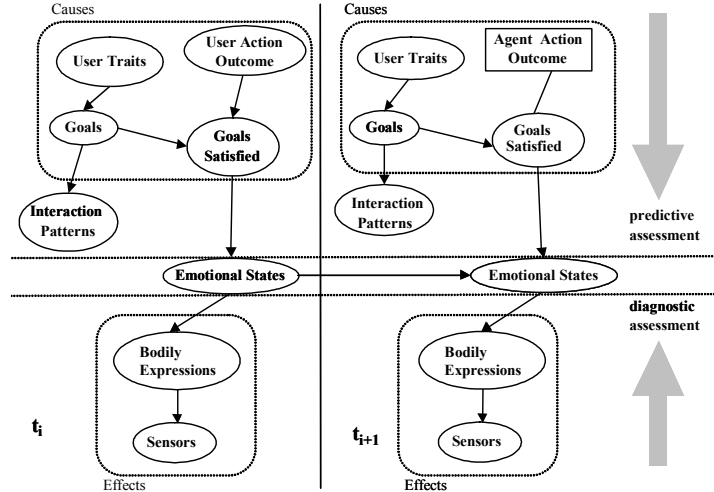 Causes
User Traits
User Action
Outcome
Goals
Goals
Satisfied
Interaction
Patterns
Emotional States
Bodily
Expressions
Sensors
ti
Effects
Causes
User Traits
Agent Action
Outcome
Goals
Goals
Satisfied
Interaction
Patterns
Emotional States
Bodily
Expressions
Sensors
ti+1
Effects
predictive
assessment
diagnostic
assessment